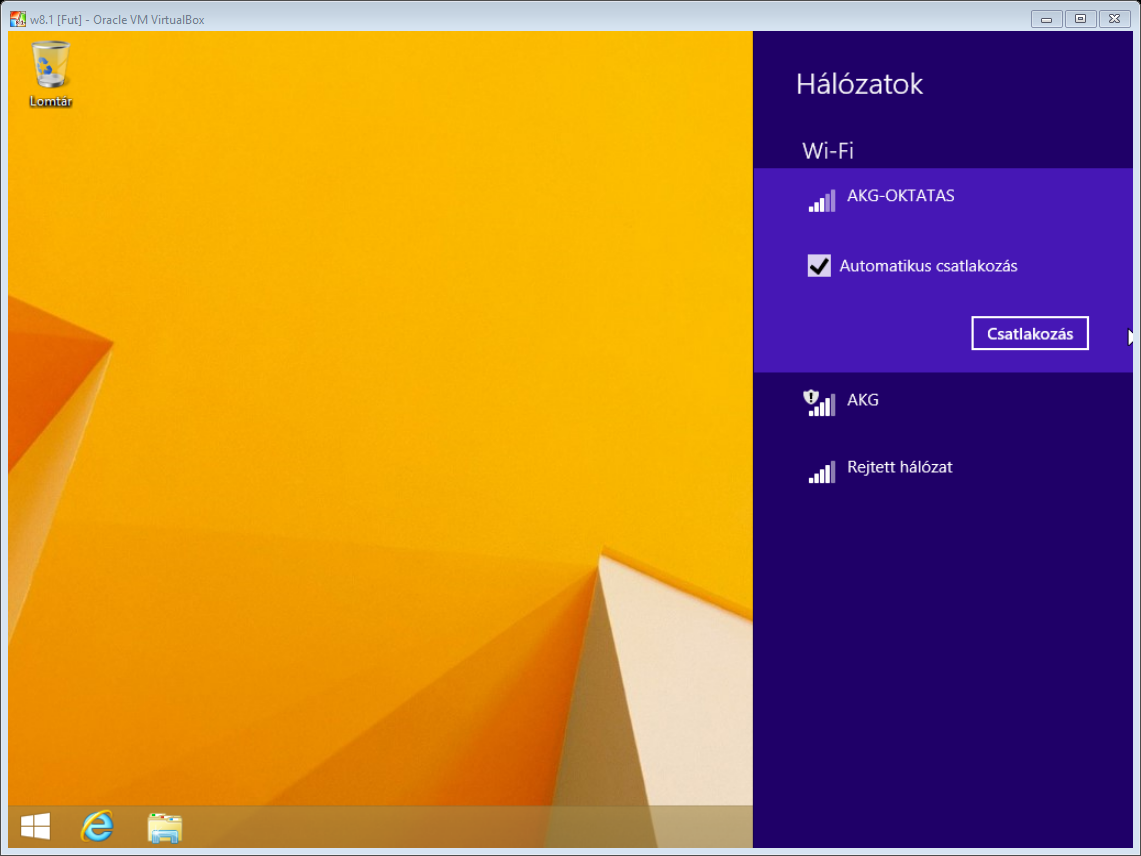 w8.1 [Fut] - Oracle VM VirtualBox
Lomtár
Hálózatok
Wi-Fi
AKG-OKTATAS
Automatikus csatlakozás
Csatlakozás
AKG
Rejtett hálózat